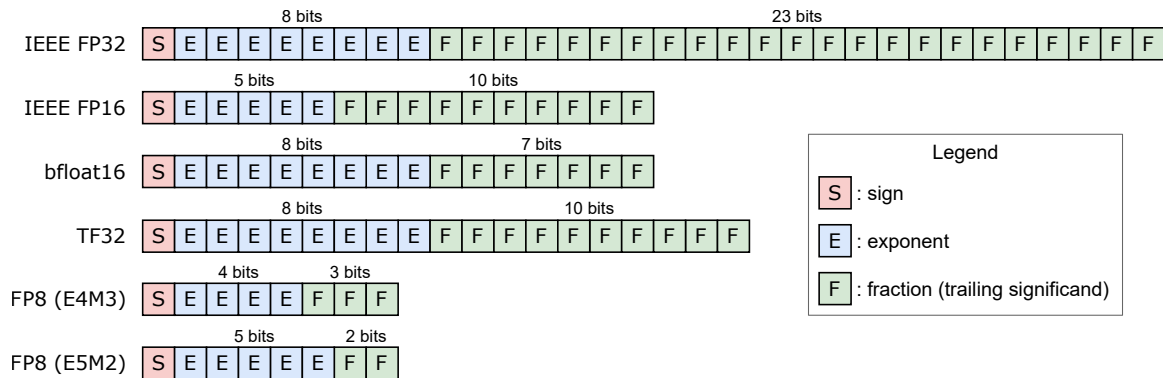 8 bits 23 bits
IEEE FP32 S E E E E E E E E F F F F F F F F F F F F F F F F F F F F F F F
5 bits 10 bits
IEEE FP16 S E E E E E F F F F F F F F F F
8 bits 7 bits
bfloat16 S E E E E E E E E F F F F F F F
8 bits 10 bits
TF32 S E E E E E E E E F F F F F F F F F F
4 bits 3 bits
FP8 (E4M3) S E E E E F F F
5 bits 2 bits
FP8 (E5M2) S E E E E E F F
Legend
S : sign
E : exponent
F : fraction (trailing significand)